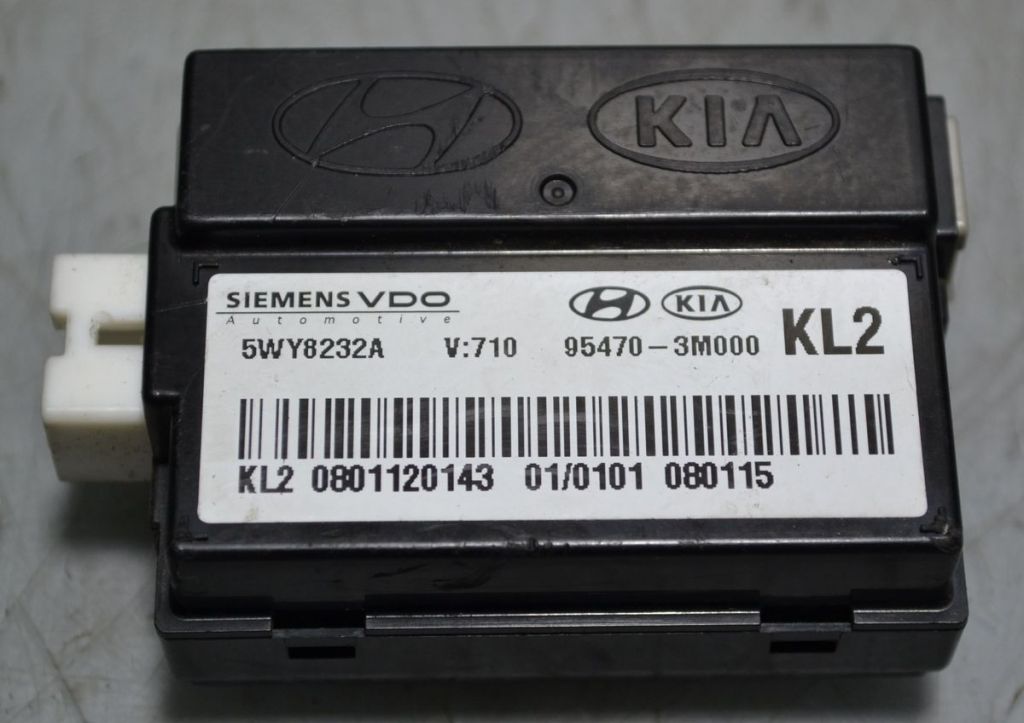 KIA
SIEMENS VDO KIA
Automotive
5WY8232A V:710 95470-3M000 KL2
KL2 0801120143 01/0101 080115